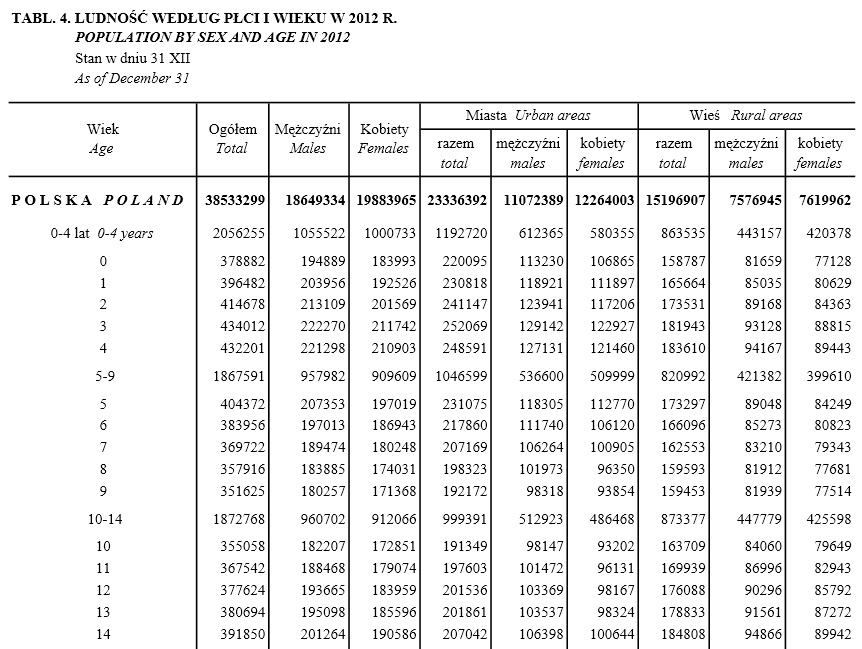 TABL. 4. LUDNOŚĆ WEDŁUG PŁCI I WIEKU W 2012 R.
POPULATION BY SEX AND AGE IN 2012
Stan w dniu 31 XII
As of December 31
Wiek Age Ogółem Total Mężczyźni Males Kobiety Females Miasta Urban areas Wieś Rural areas
razem total mężczyźni males kobiety females razem total mężczyźni males kobiety females
POLSKA POLAND 38533299 18649334 19883965 23336392 11072389 12264003 15196907 7576945 7619962
0-4 lat 0-4 years 2056255 1055522 1000733 1192720 612365 580355 863535 443157 420378
0 378882 194889 183993 220095 113230 106865 158787 81659 77128
1 396482 203956 192526 230818 118921 111897 165664 85035 80629
2 414678 213109 201569 241147 123941 117206 173531 89168 84363
3 434012 222270 211742 252069 129142 122927 181943 93128 88815
4 432201 221298 210903 248591 127131 121460 183610 94167 89443
5-9 1867591 957982 909609 1046599 536600 509999 820992 421382 399610
5 404372 207353 197019 231075 118305 112770 173297 89048 84249
6 383956 197013 186943 217860 111740 106120 166096 85273 80823
7 369722 189474 180248 207169 106264 100905 162553 83210 79343
8 357916 183885 174031 198323 101973 96350 159593 81912 77681
9 351625 180257 171368 192172 98318 93854 159453 81939 77514
10-14 1872768 960702 912066 999391 512923 486468 873377 447779 425598
10 355058 182207 172851 191349 98147 93202 163709 84060 79649
11 367542 188468 179074 197603 101472 96131 169939 86996 82943
12 377624 193665 183959 201536 103369 98167 176088 90296 85792
13 380694 195098 185596 201861 103537 98324 178833 91561 87272
14 391850 201264 190586 207042 106398 100644 184808 94866 89942